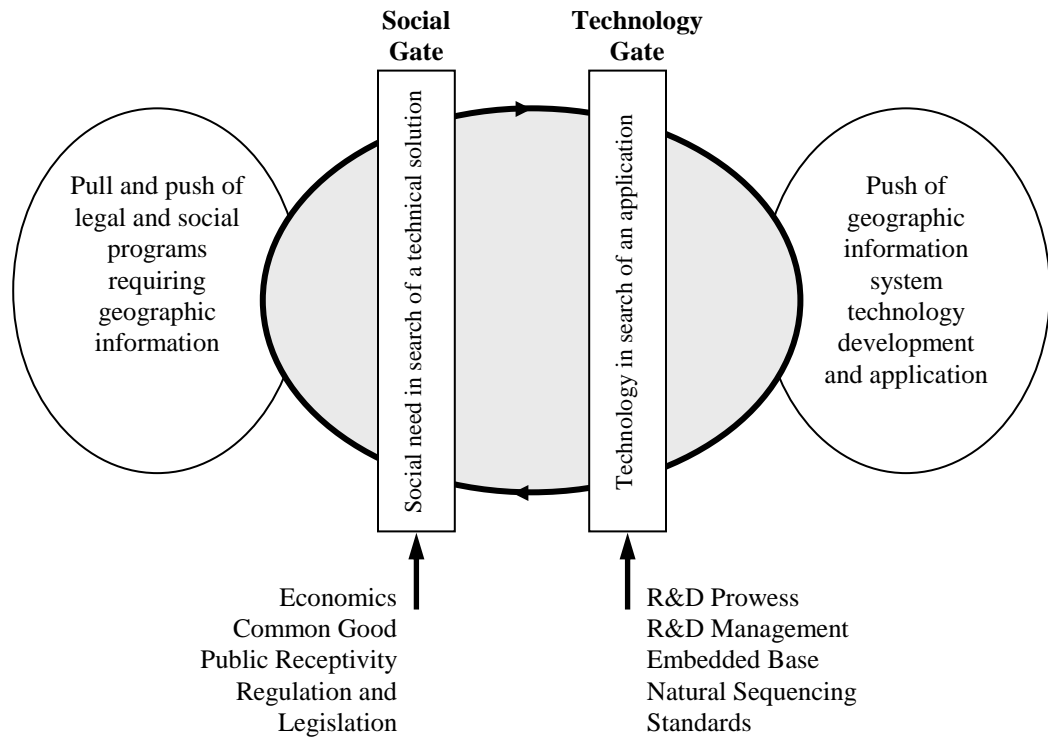 Social
Gate
Technology
Gate
Pull and push of
legal and social
programs
requiring
geographic
information
Social need in search of a technical solution
Technology in search of an application
Push of
geographic
information
system
technology
development
and application
Economics
Common Good
Public Receptivity
Regulation and
Legislation
R&D Prowess
R&D Management
Embedded Base
Natural Sequencing
Standards